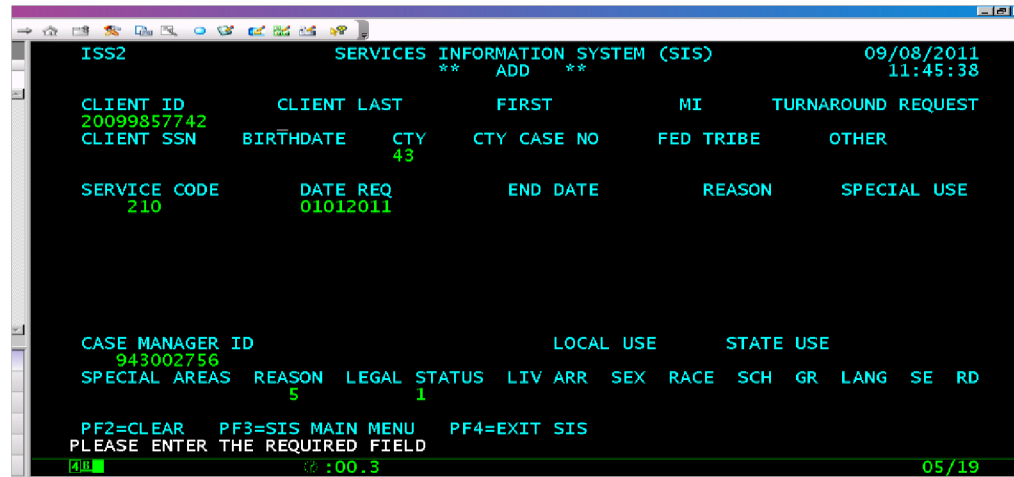 ISS2 SERVICES INFORMATION SYSTEM (SIS) 09/08/2011
** ADD ** 11:45:38
CLIENT ID CLIENT LAST FIRST MI TURNAROUND REQUEST
20099857742
CLIENT SSN BIRTHDATE CTY CTY CASE NO FED TRIBE OTHER
43
SERVICE CODE DATE REQ END DATE REASON SPECIAL USE
210 01012011
CASE MANAGER ID LOCAL USE STATE USE
943002756
SPECIAL AREAS REASON LEGAL STATUS LIV ARR SEX RACE SCH GR LANG SE RD
5 1
PF2=CLEAR PF3=SIS MAIN MENU PF4=EXIT SIS
PLEASE ENTER THE REQUIRED FIELD
:00.3 05/19